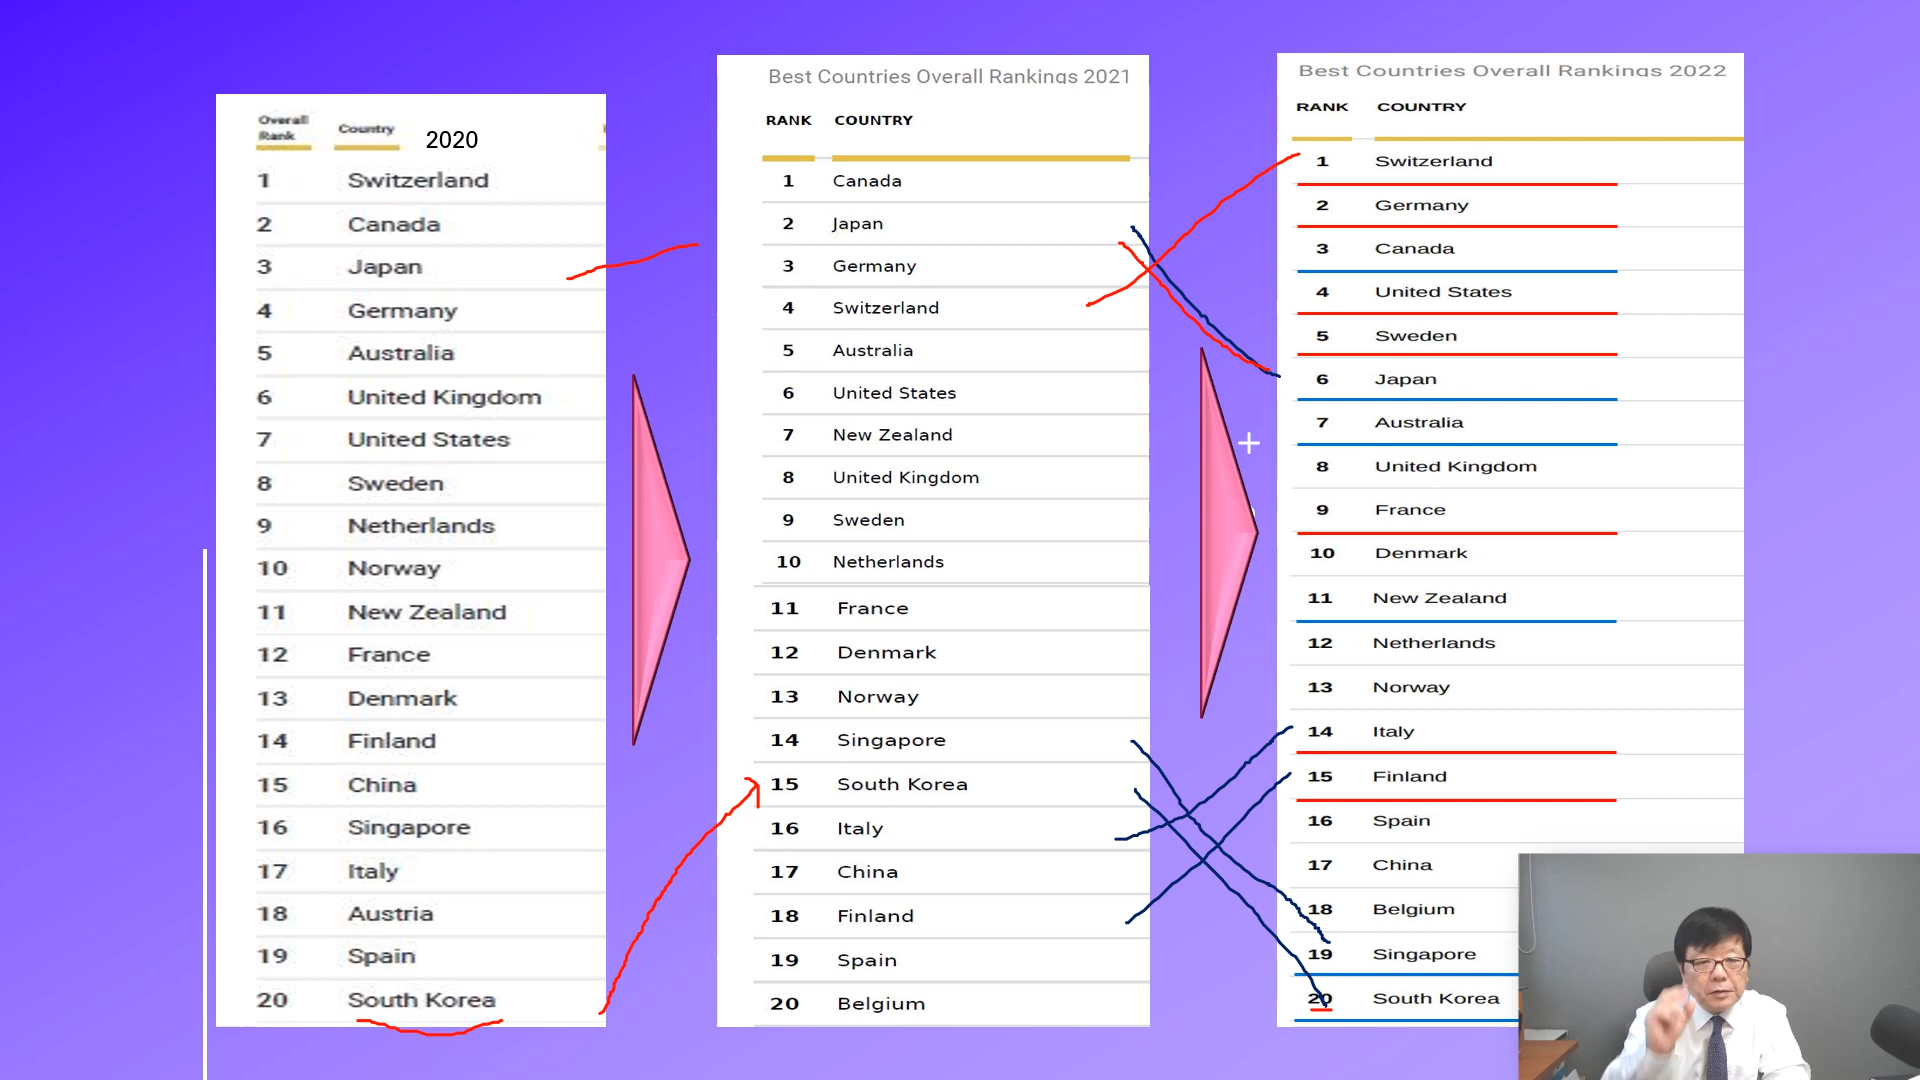 Overall
Rank
Country
2020
1 Switzerland
2 Canada
3 Japan
4 Germany
5 Australia
6 United Kingdom
7 United States
8 Sweden
9 Netherlands
10 Norway
11 New Zealand
12 France
13 Denmark
14 Finland
15 China
16 Singapore
17 Italy
18 Austria
19 Spain
20 South Korea
Best Countries Overall Rankings 2021
RANK COUNTRY
1 Canada
2 Japan
3 Germany
4 Switzerland
5 Australia
6 United States
7 New Zealand
8 United Kingdom
9 Sweden
10 Netherlands
11 France
12 Denmark
13 Norway
14 Singapore
15 South Korea
16 Italy
17 China
18 Finland
19 Spain
20 Belgium
Best Countries Overall Rankings 2022
RANK COUNTRY
1 Switzerland
2 Germany
3 Canada
4 United States
5 Sweden
6 Japan
7 Australia
8 United Kingdom
9 France
10 Denmark
11 New Zealand
12 Netherlands
13 Norway
14 Italy
15 Finland
16 Spain
17 China
18 Belgium
19 Singapore
20 South Korea